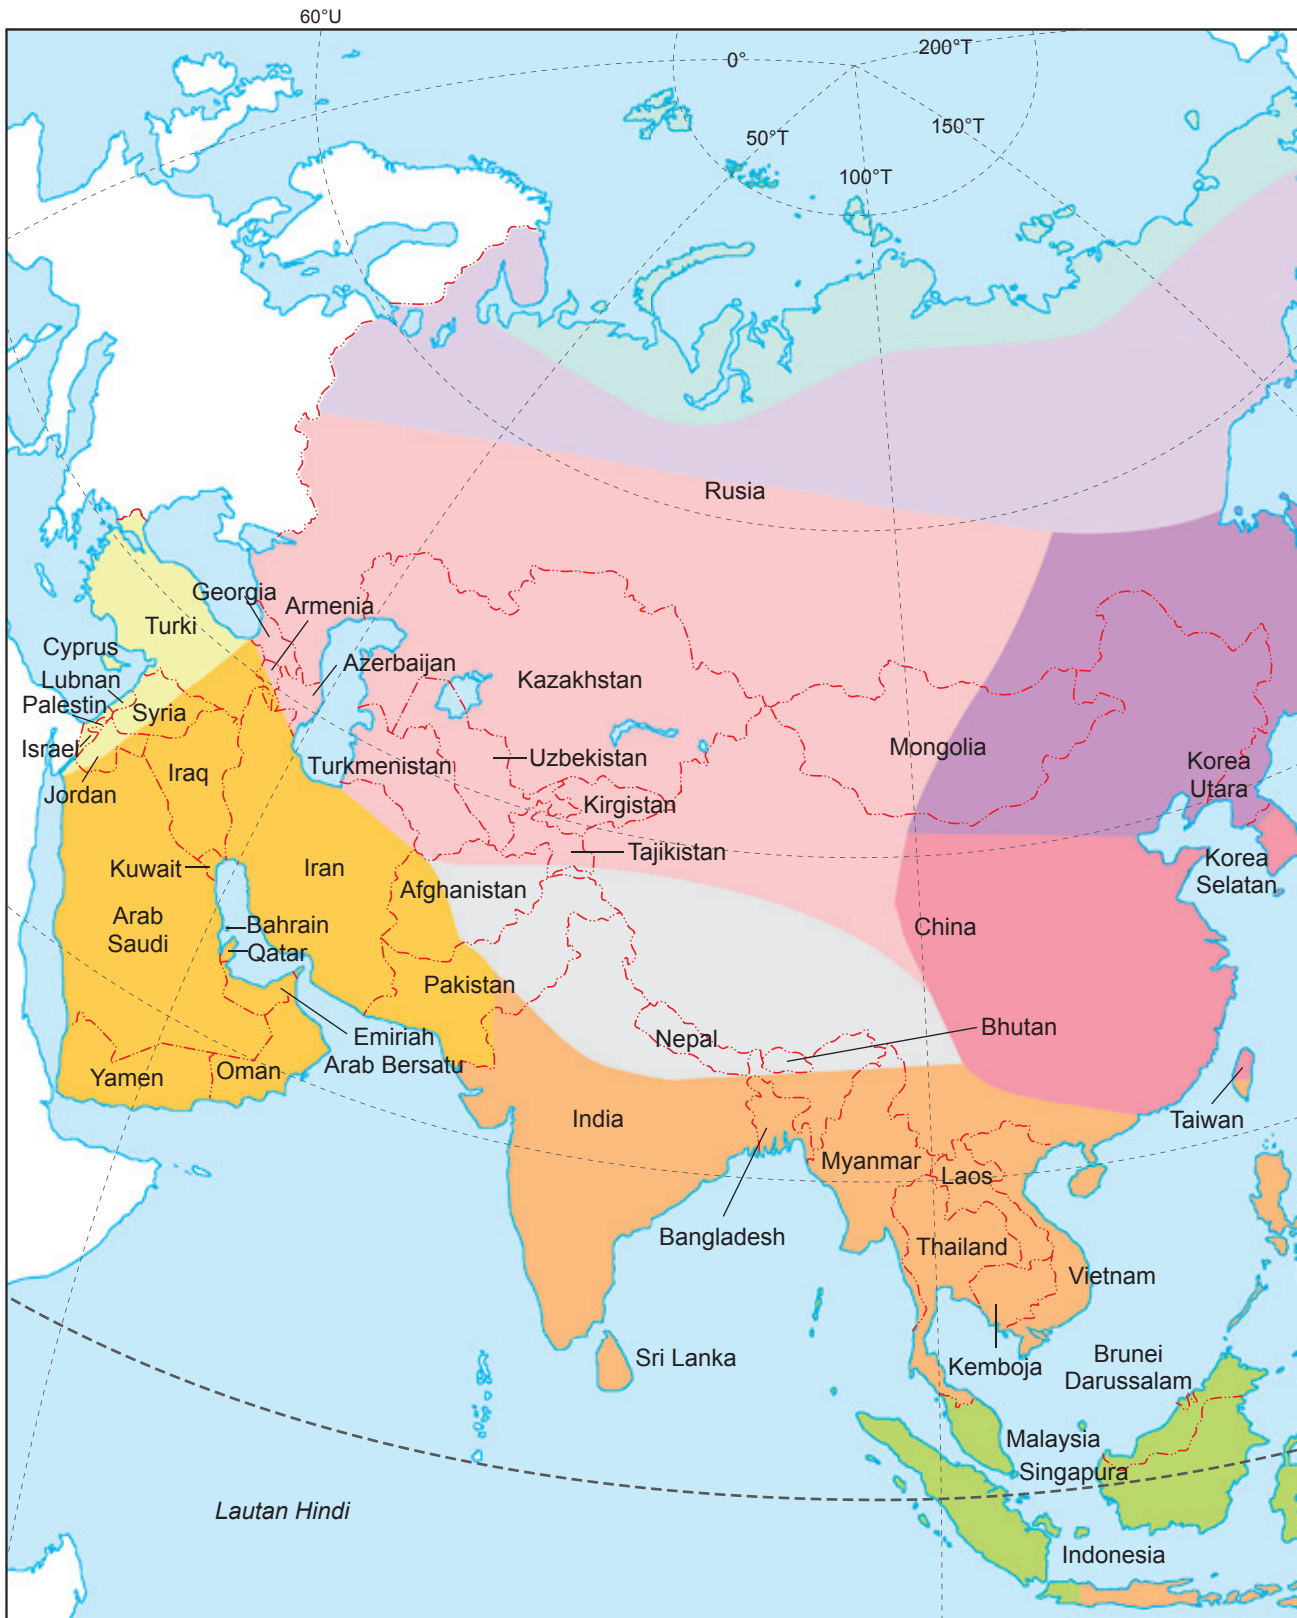 60°U
200°T
0°
150°T
50°T
100°T
Rusia
Georgia
Armenia
Turki
Cyprus
Azerbaijan
Lubnan
Kazakhstan
Palestin
Syria
Israel
Mongolia
Uzbekistan
Turkmenistan
Iraq
Korea
Utara
Jordan
Kirgistan
Tajikistan
Kuwait
Iran
Korea
Selatan
Afghanistan
Arab
Saudi
Bahrain
China
Qatar
Pakistan
Bhutan
Emiriah
Arab Bersatu
Nepal
Yamen
Oman
India
Taiwan
Myanmar
Laos
Bangladesh
Thailand
Vietnam
Sri Lanka
Kemboja
Brunei
Darussalam
Malaysia
Singapura
Lautan Hindi
Indonesia